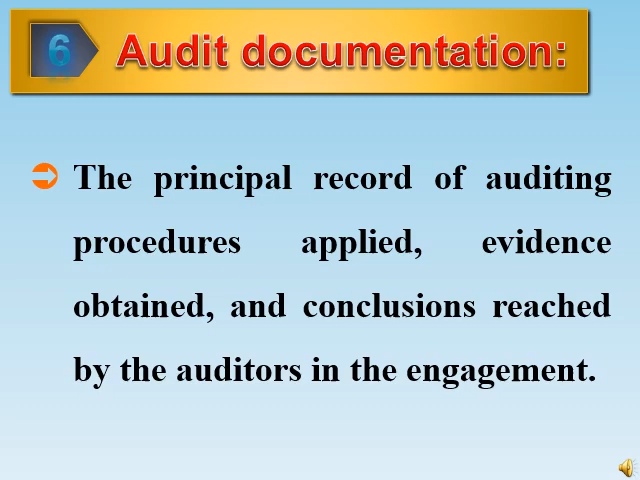 6
Audit documentation:
The principal record of auditing
procedures applied, evidence
obtained, and conclusions reached
by the auditors in the engagement.